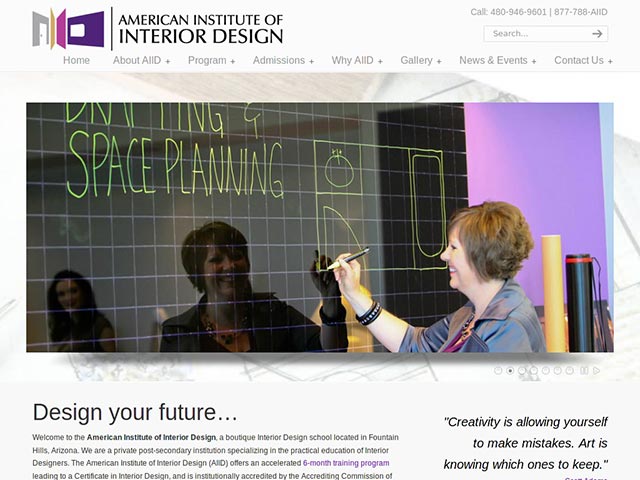 AMERICAN INSTITUTE OF
INTERIOR DESIGN
Call: 480-946-9601 | 877-788-AIID
Search...
Home About AIID + Program + Admissions + Why AIID + Gallery + News & Events + Contact Us +
DRAFTING &
SPACE PLANNING
Design your future…
Welcome to the American Institute of Interior Design, a boutique Interior Design school located in Fountain
Hills, Arizona. We are a private post-secondary institution specializing in the practical education of Interior
Designers. The American Institute of Interior Design (AIID) offers an accelerated 6-month training program
leading to a Certificate in Interior Design, and is institutionally accredited by the Accrediting Commission of
"Creativity is allowing yourself
to make mistakes. Art is
knowing which ones to keep."
Scott Adams